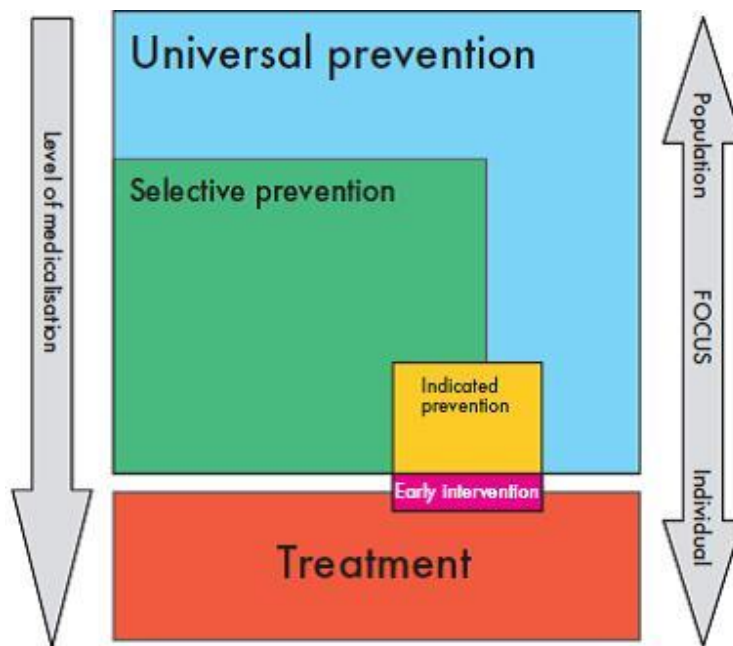 Universal prevention
Selective prevention
Level of medicalisation
Population
FOCUS
Individual
Indicated
prevention
Early intervention
Treatment